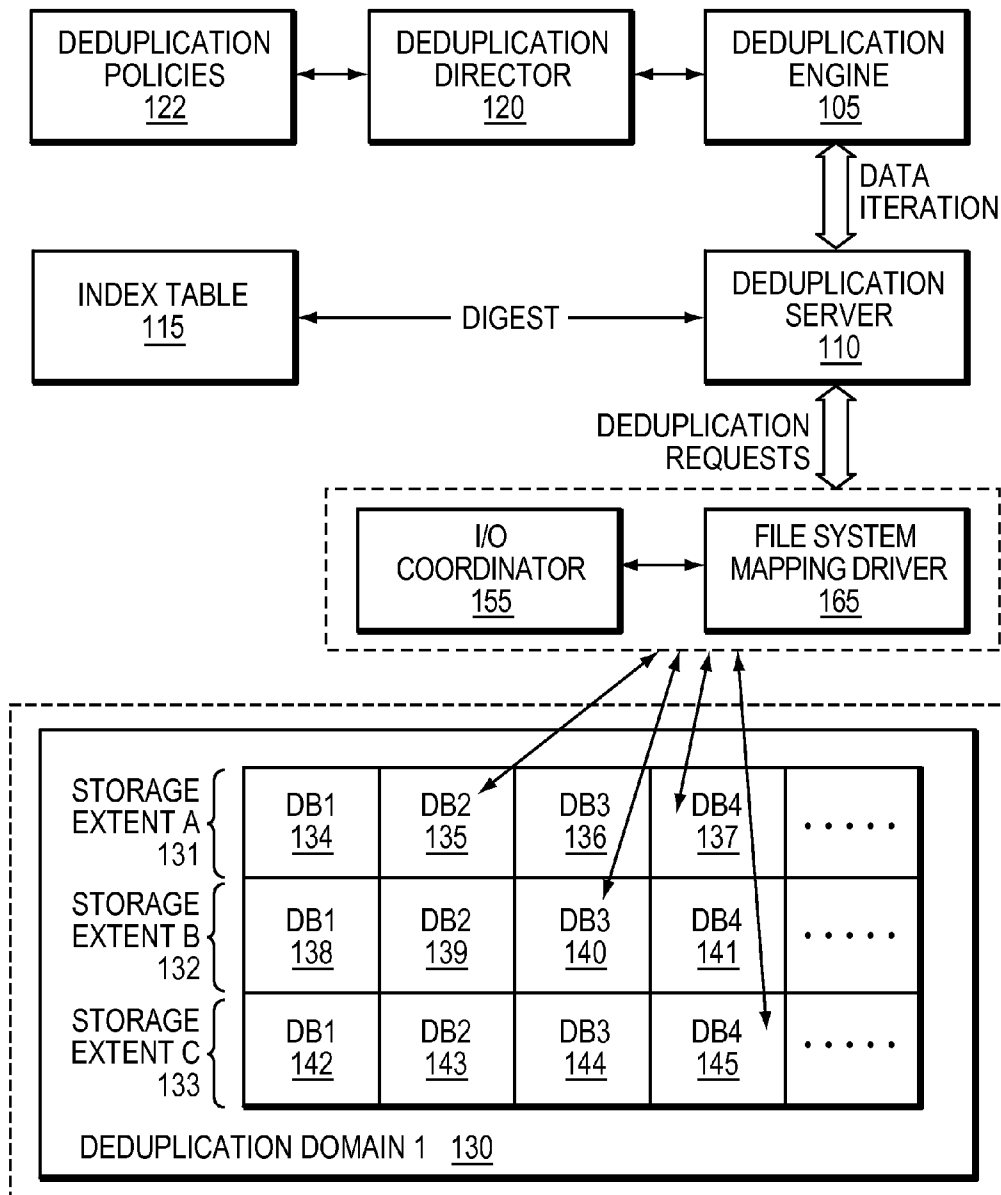 DEDUPLICATION
POLICIES
122
DEDUPLICATION
DIRECTOR
120
DEDUPLICATION
ENGINE
105
DATA
ITERATION
INDEX TABLE
115
DIGEST
DEDUPLICATION
SERVER
110
DEDUPLICATION
REQUESTS
I/O
COORDINATOR
155
FILE SYSTEM
MAPPING DRIVER
165
STORAGE
EXTENT A
131
DB1
134
DB2
135
DB3
136
DB4
137
.....
STORAGE
EXTENT B
132
DB1
138
DB2
139
DB3
140
DB4
141
.....
STORAGE
EXTENT C
133
DB1
142
DB2
143
DB3
144
DB4
145
.....
DEDUPLICATION DOMAIN 1 130